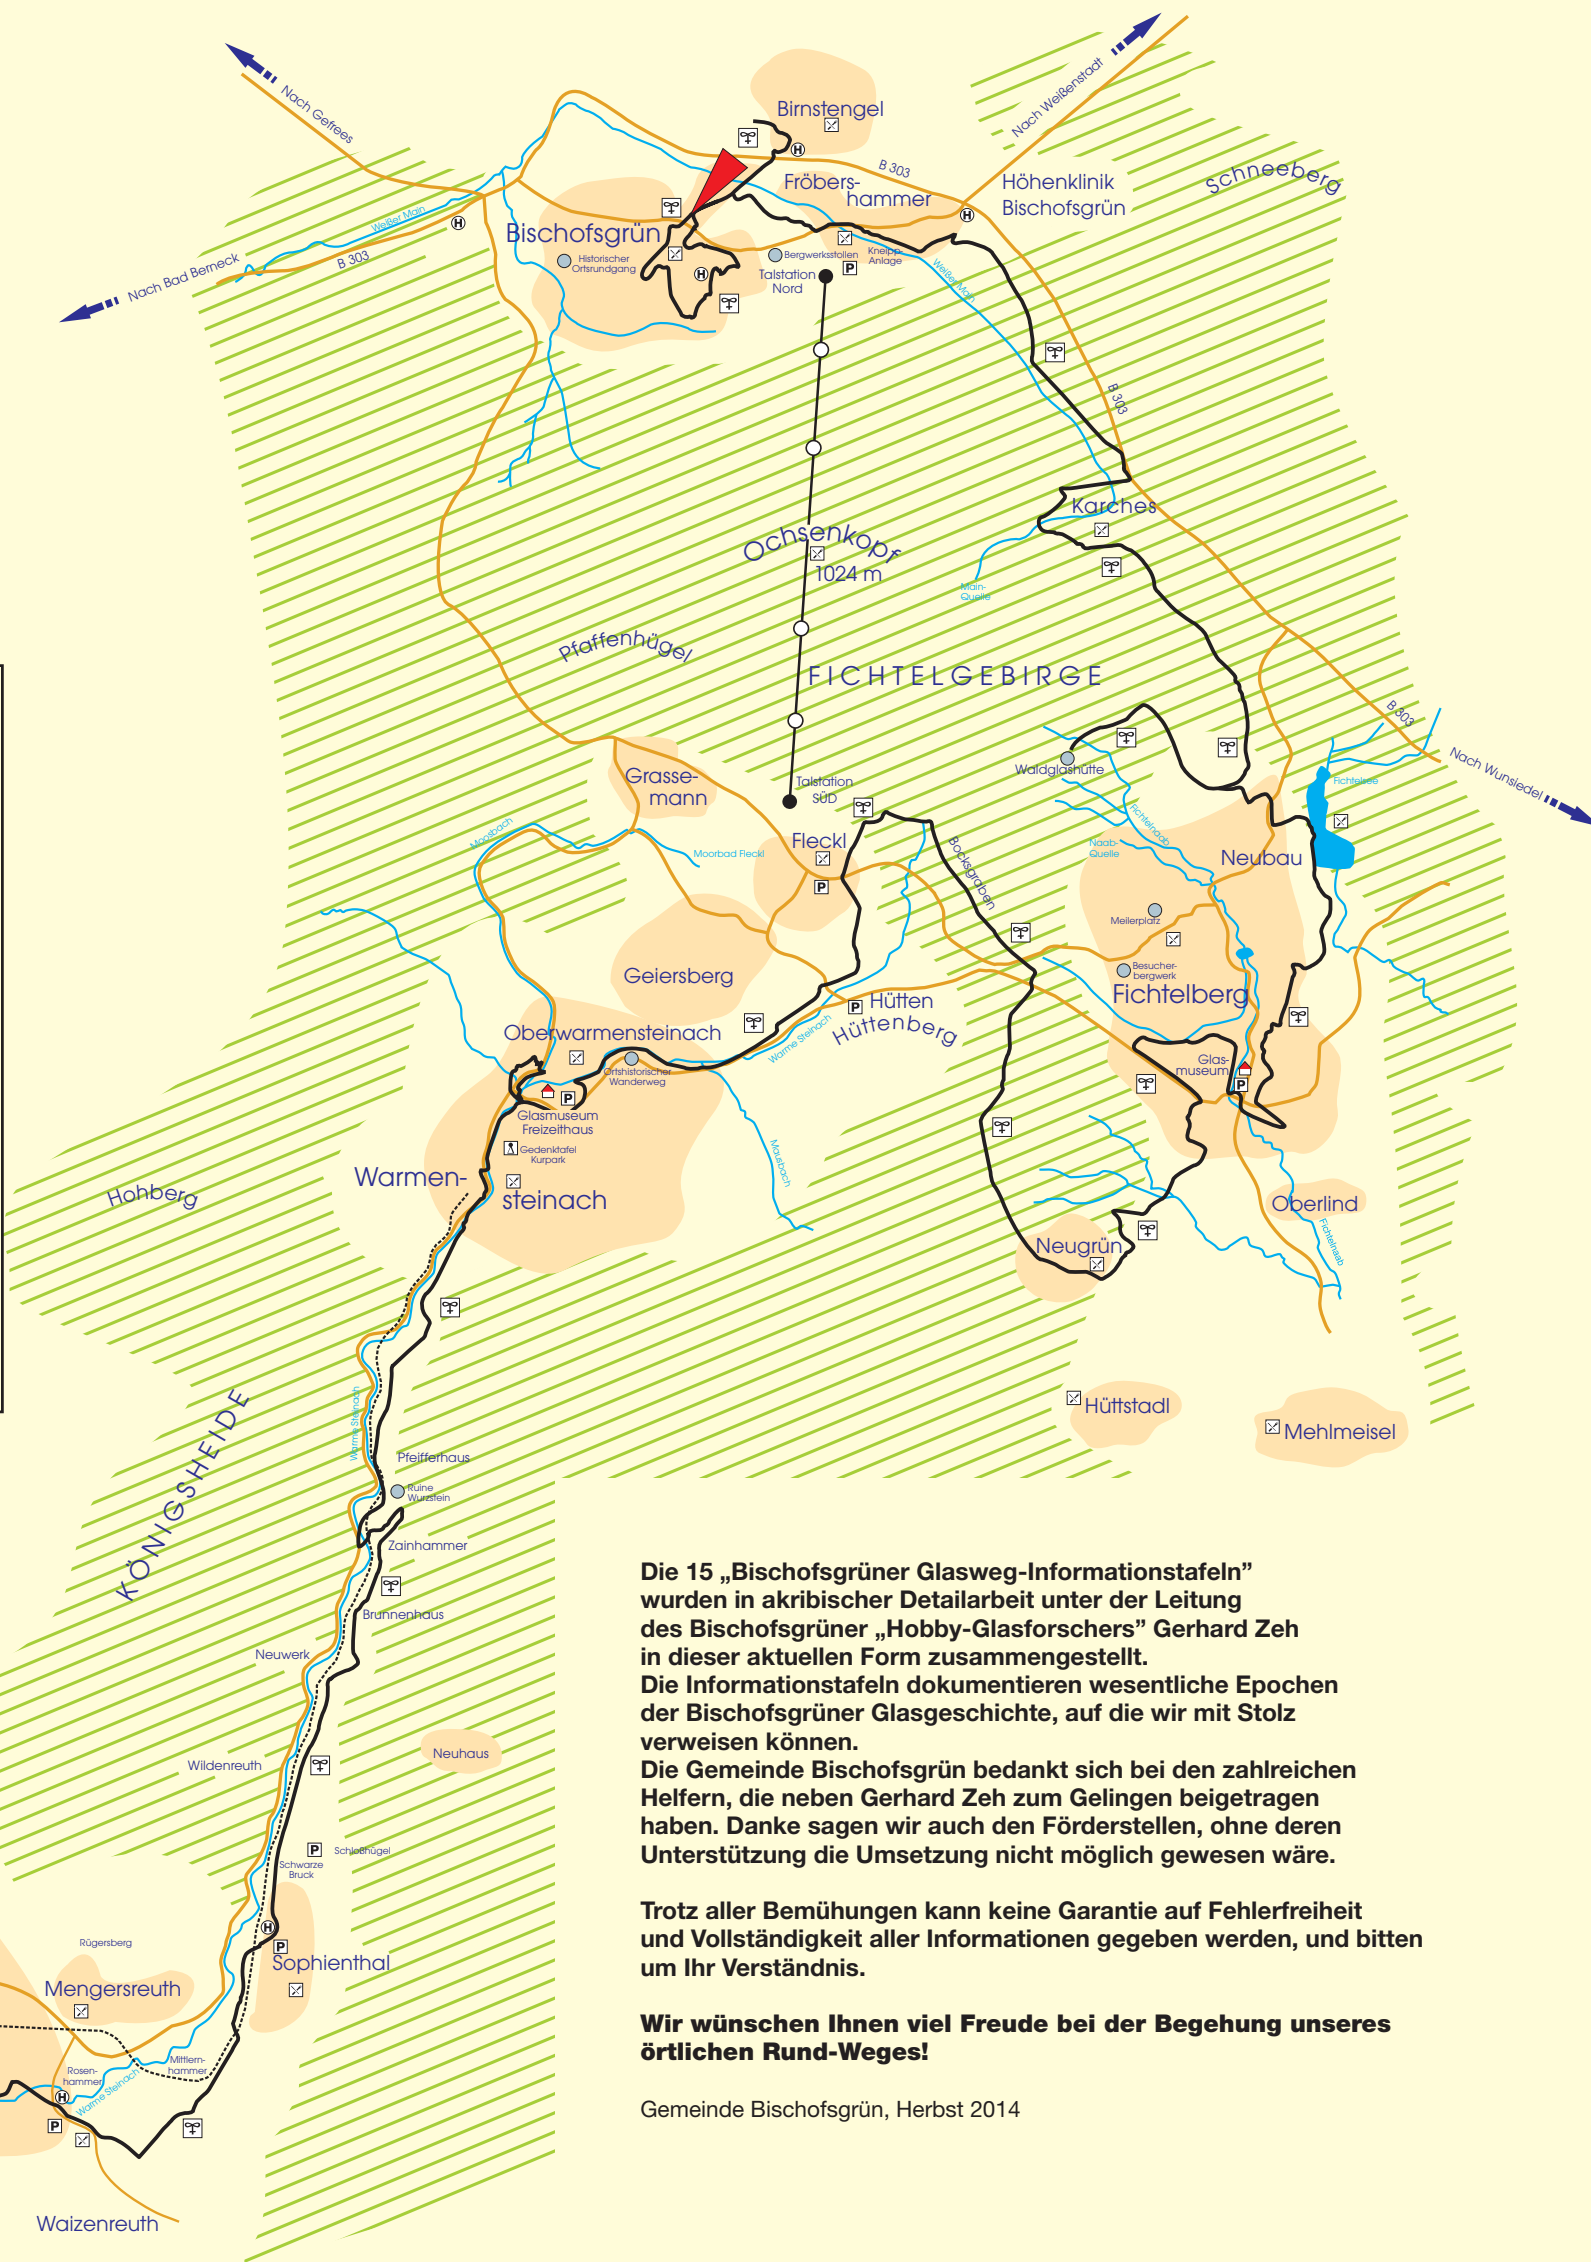 Nach Gefrees
Birnstengel
Nach Weißenstadt
B 303
Schneeberg
Fröbers-
hammer
Höhenklinik
Bischofsgrün
Weißer Main
Bischofsgrün
B 303
Nach Bad Berneck
Historischer
Ortsrundgang
Bergwerksstollen
Kneipp-
Anlage
Talstation
Nord
Weißer Main
B 303
Karches
Ochsenkopf
1024 m
Main-
Quelle
Pfaffenhügel
FICHTELGEBIRGE
B 303
Nach Wunsiedel
Waldglashütte
Fichtelsee
Grasse-
mann
Talstation
SÜD
Moosbach
Moorbad Fleckl
Fleckl
Bocksgraben
Fichtelnaab
Naab-
Quelle
Neubau
Meilerplatz
Geiersberg
Besucher-
bergwerk
Fichtelberg
Hütten
Hüttenberg
Oberwarmensteinach
Warme Steinach
Ortshistorischer
Wanderweg
Glas-
museum
Glasmuseum
Freizeithaus
Gedenktafel
Kurpark
Mausbach
Warmen-
steinach
Hohberg
Oberlind
Fichtelnaab
Neugrün
KÖNIGSHEIDE
Warme Steinach
Hüttstadl
Mehlmeisel
Pfeifferhaus
Ruine
Wurzstein
Zainhammer
Brunnenhaus
Neuwerk
Neuhaus
Wildenreuth
Schloßhügel
Schwarze
Bruck
Rügersberg
Sophienthal
Mengersreuth
Mittlern-
hammer
Rosen-
hammer
Warme Steinach
Waizenreuth
Die 15 „Bischofsgrüner Glasweg-Informationstafeln”
wurden in akribischer Detailarbeit unter der Leitung
des Bischofsgrüner „Hobby-Glasforschers” Gerhard Zeh
in dieser aktuellen Form zusammengestellt.
Die Informationstafeln dokumentieren wesentliche Epochen
der Bischofsgrüner Glasgeschichte, auf die wir mit Stolz
verweisen können.
Die Gemeinde Bischofsgrün bedankt sich bei den zahlreichen
Helfern, die neben Gerhard Zeh zum Gelingen beigetragen
haben. Danke sagen wir auch den Förderstellen, ohne deren
Unterstützung die Umsetzung nicht möglich gewesen wäre.
Trotz aller Bemühungen kann keine Garantie auf Fehlerfreiheit
und Vollständigkeit aller Informationen gegeben werden, und bitten
um Ihr Verständnis.
Wir wünschen Ihnen viel Freude bei der Begehung unseres
örtlichen Rund-Weges!
Gemeinde Bischofsgrün, Herbst 2014